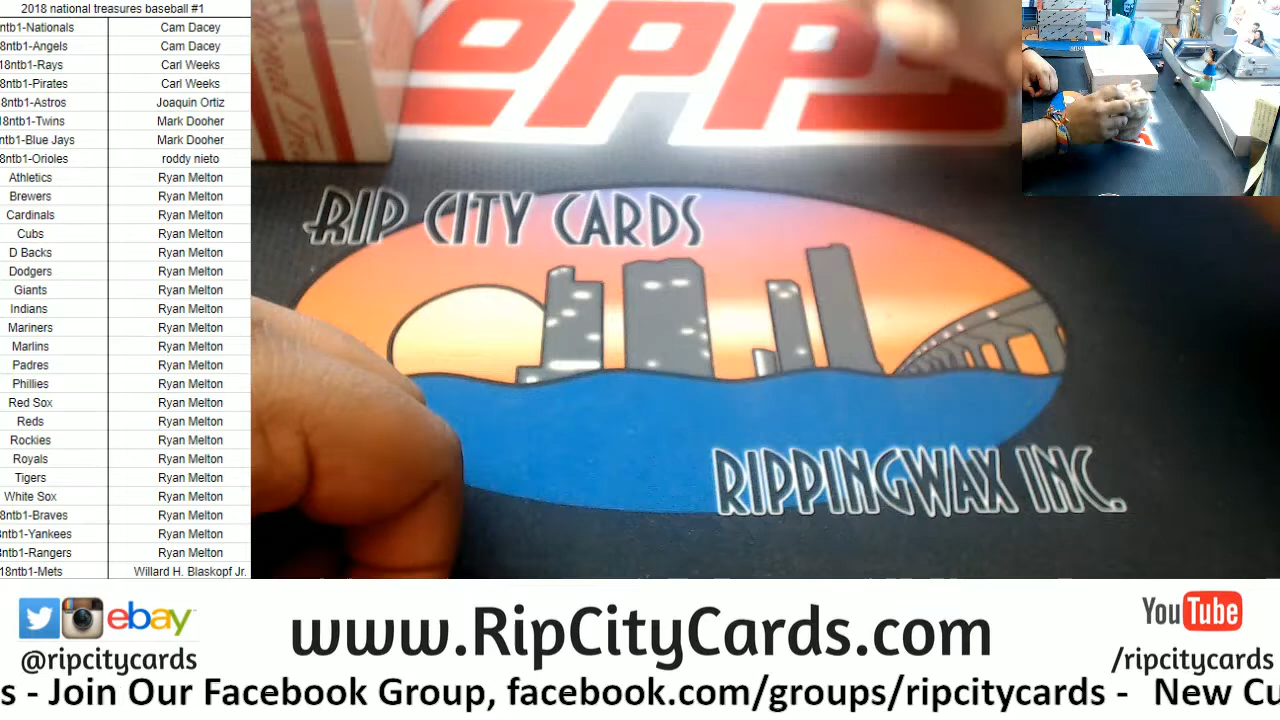 2018 national treasures baseball #1
ntb1-Nationals Cam Dacey
8ntb1-Angels Cam Dacey
18ntb1-Rays Carl Weeks
8ntb1-Pirates Carl Weeks
8ntb1-Astros Joaquin Ortiz
18ntb1-Twins Mark Dooher
ntb1-Blue Jays Mark Dooher
8ntb1-Orioles roddy nieto
Athletics Ryan Melton
Brewers Ryan Melton
Cardinals Ryan Melton
Cubs Ryan Melton
D Backs Ryan Melton
Dodgers Ryan Melton
Giants Ryan Melton
Indians Ryan Melton
Mariners Ryan Melton
Marlins Ryan Melton
Padres Ryan Melton
Phillies Ryan Melton
Red Sox Ryan Melton
Reds Ryan Melton
Rockies Ryan Melton
Royals Ryan Melton
Tigers Ryan Melton
White Sox Ryan Melton
8ntb1-Braves Ryan Melton
ntb1-Yankees Ryan Melton
8ntb1-Rangers Ryan Melton
18ntb1-Mets Willard H. Blaskopf Jr.
OPPS
RIP CITY CARDS
RIPPINGWAX INC.
ebay
@ripcitycards
www.RipCityCards.com
YouTube
/ripcitycards
s - Join Our Facebook Group, facebook.com/groups/ripcitycards - New Cu